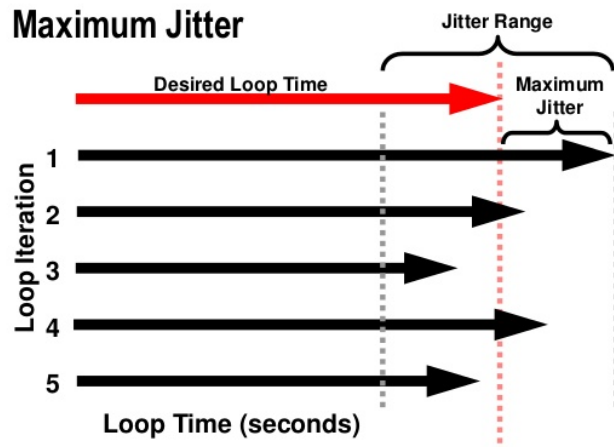 Maximum Jitter
Jitter Range
Desired Loop Time
Maximum
Jitter
Loop Iteration
1
2
3
4
5
Loop Time (seconds)